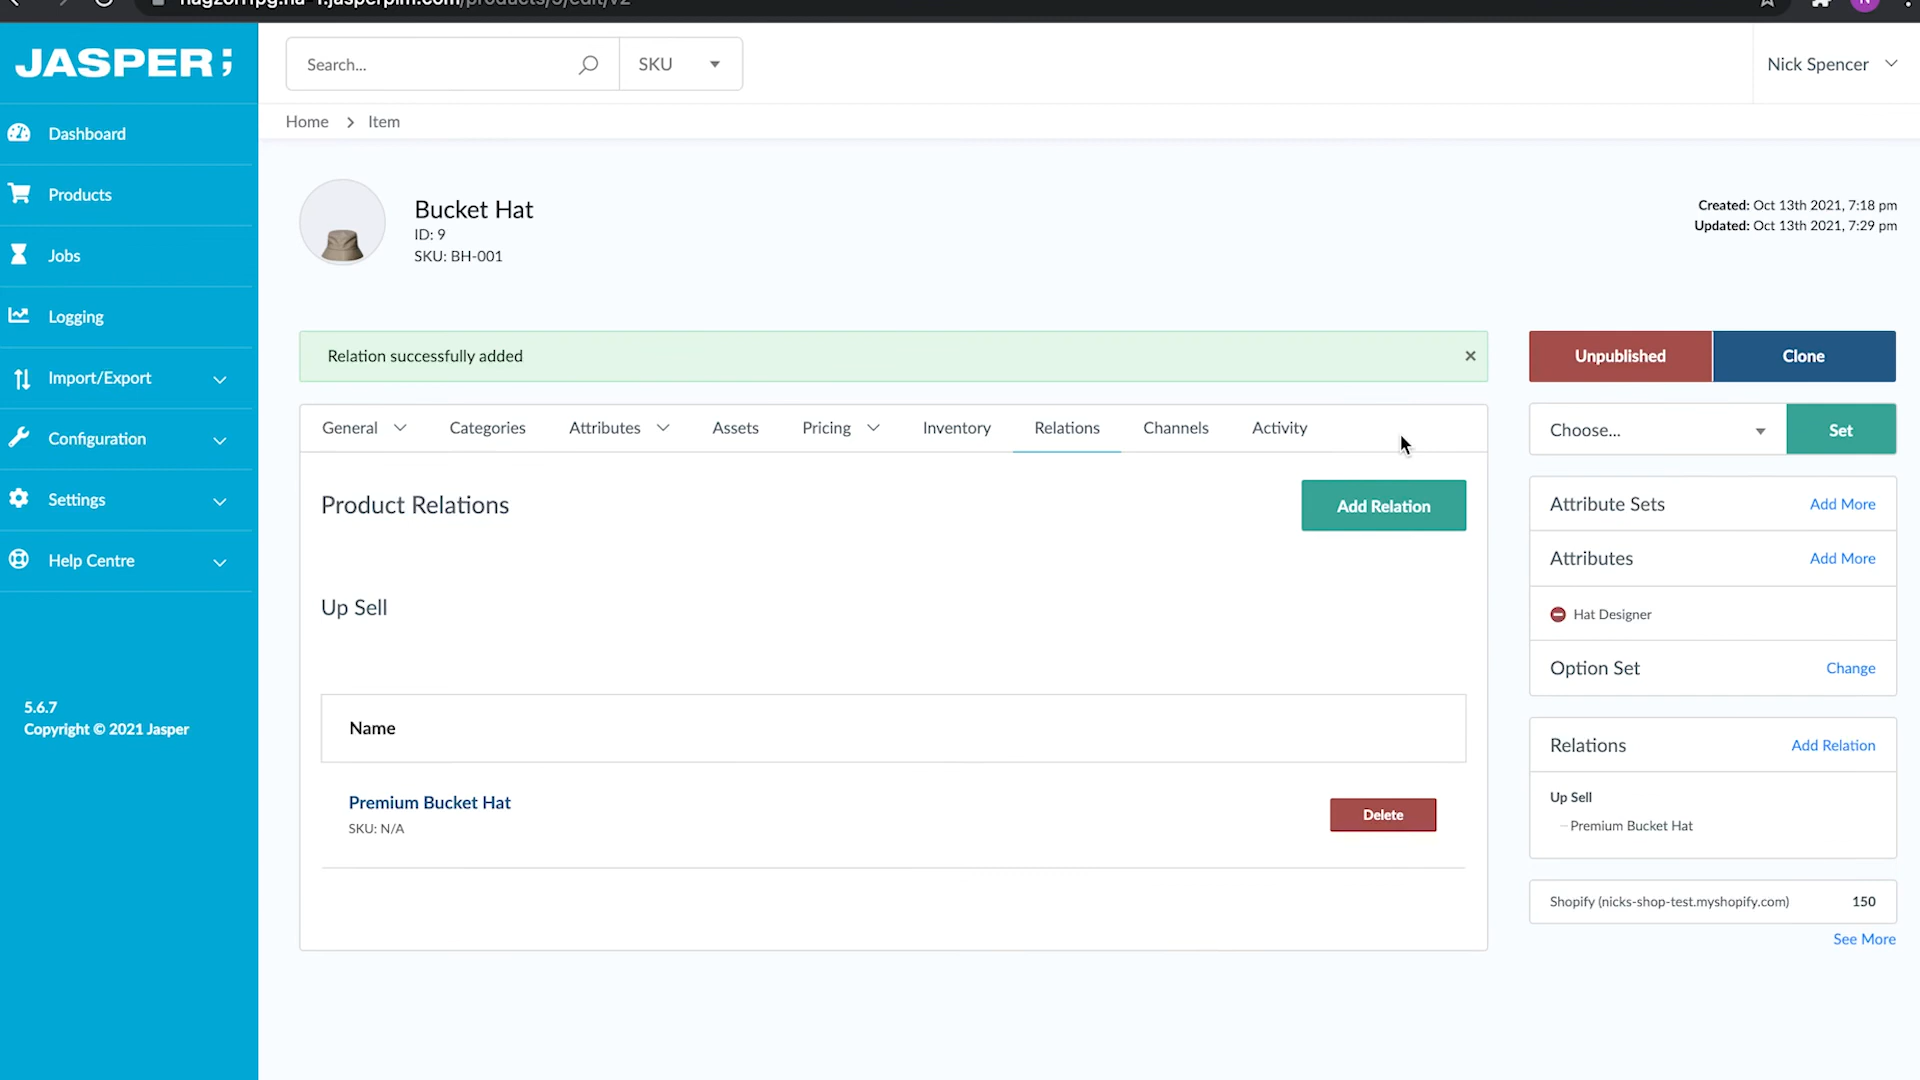 JASPER;
Search...
SKU
Nick Spencer
Home > Item
Dashboard
Products
Jobs
Logging
Import/Export
Configuration
Settings
Help Centre
5.6.7
Copyright © 2021 Jasper
Bucket Hat
ID: 9
SKU: BH-001
Created: Oct 13th 2021, 7:18 pm
Updated: Oct 13th 2021, 7:29 pm
Relation successfully added ×
Unpublished
Clone
General
Categories
Attributes
Assets
Pricing
Inventory
Relations
Channels
Activity
Choose...
Set
Product Relations
Add Relation
Up Sell
Name
Premium Bucket Hat
SKU: N/A
Delete
Attribute Sets
Add More
Attributes
Add More
Hat Designer
Option Set
Change
Relations
Add Relation
Up Sell
Premium Bucket Hat
Shopify (nicks-shop-test.myshopify.com)
150
See More